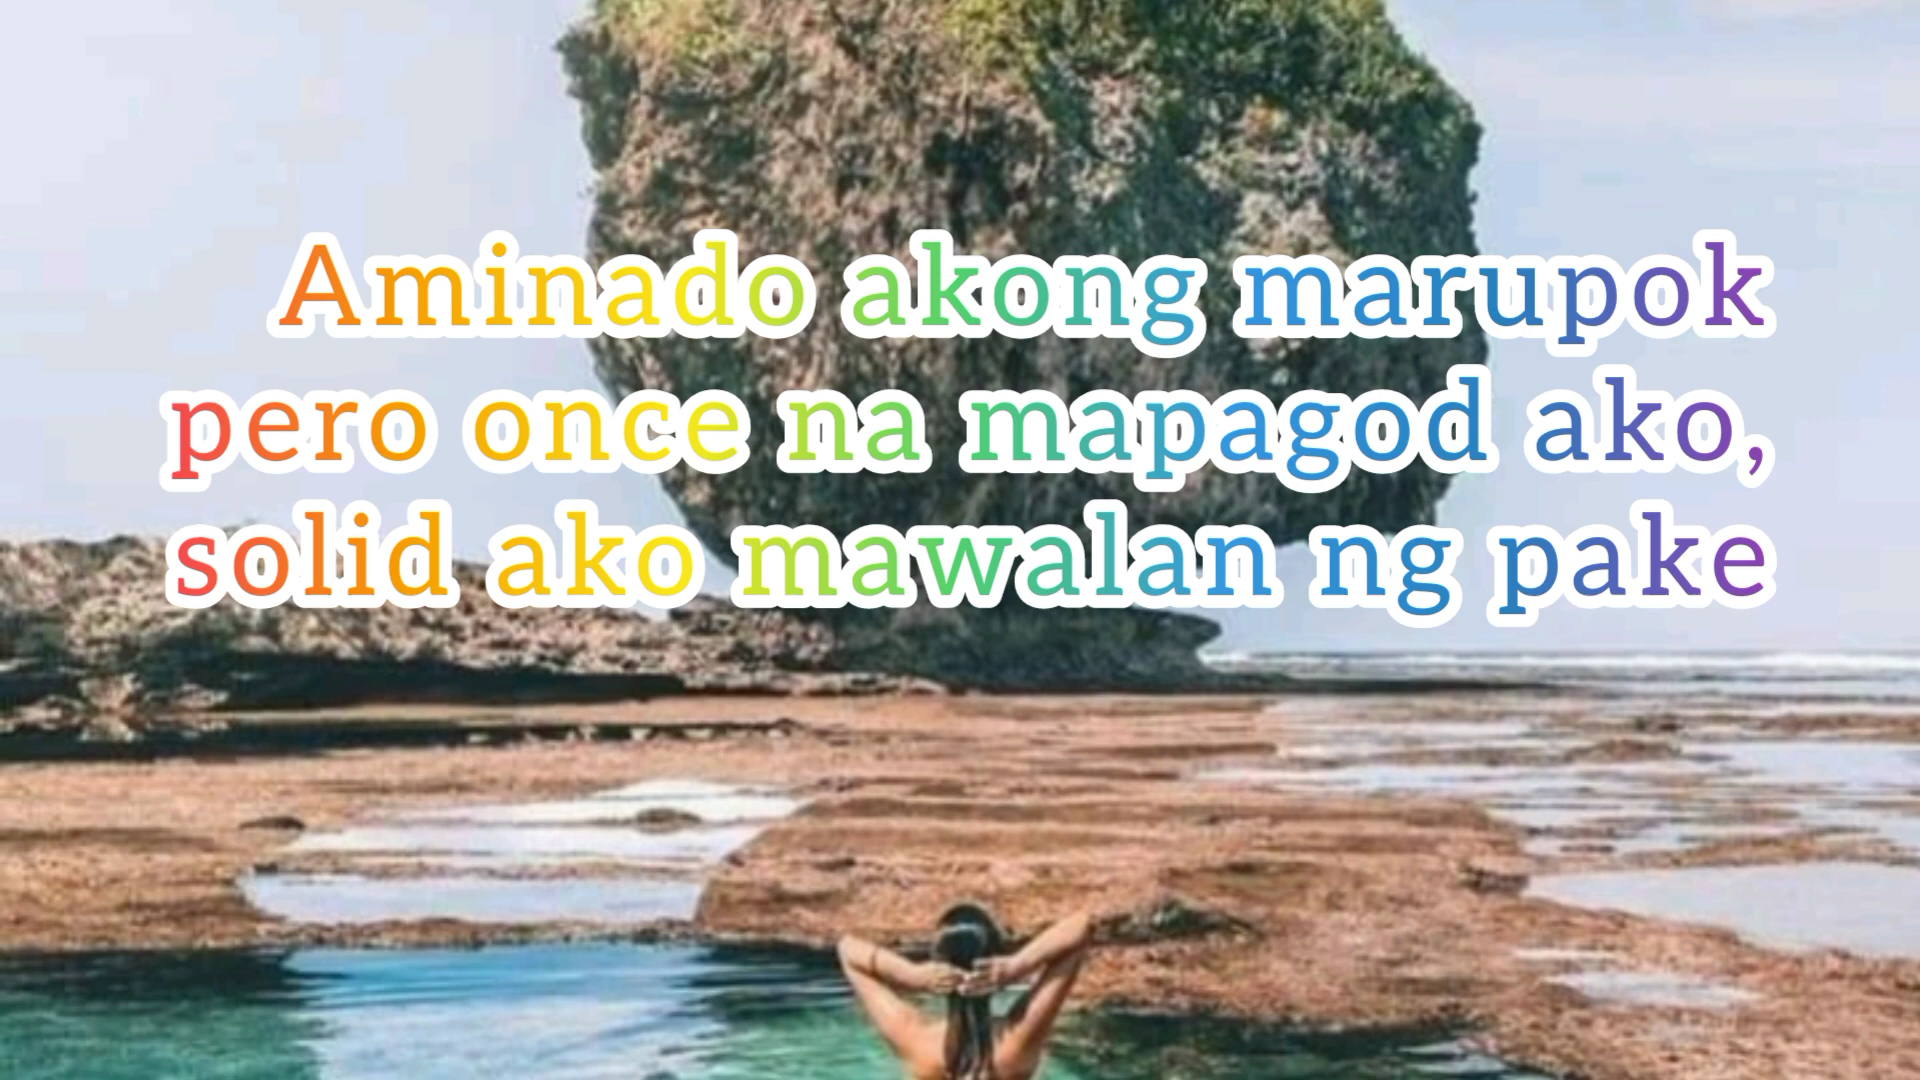 Aminado akong marupok
pero once na mapagod ako,
solid ako mawalan ng pake